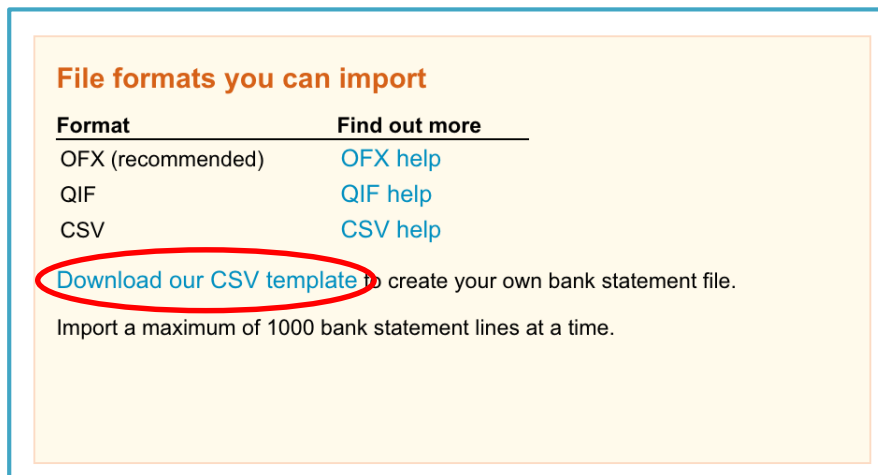 File formats you can import
Format Find out more
OFX (recommended) OFX help
QIF QIF help
CSV CSV help
Download our CSV template to create your own bank statement file.
Import a maximum of 1000 bank statement lines at a time.